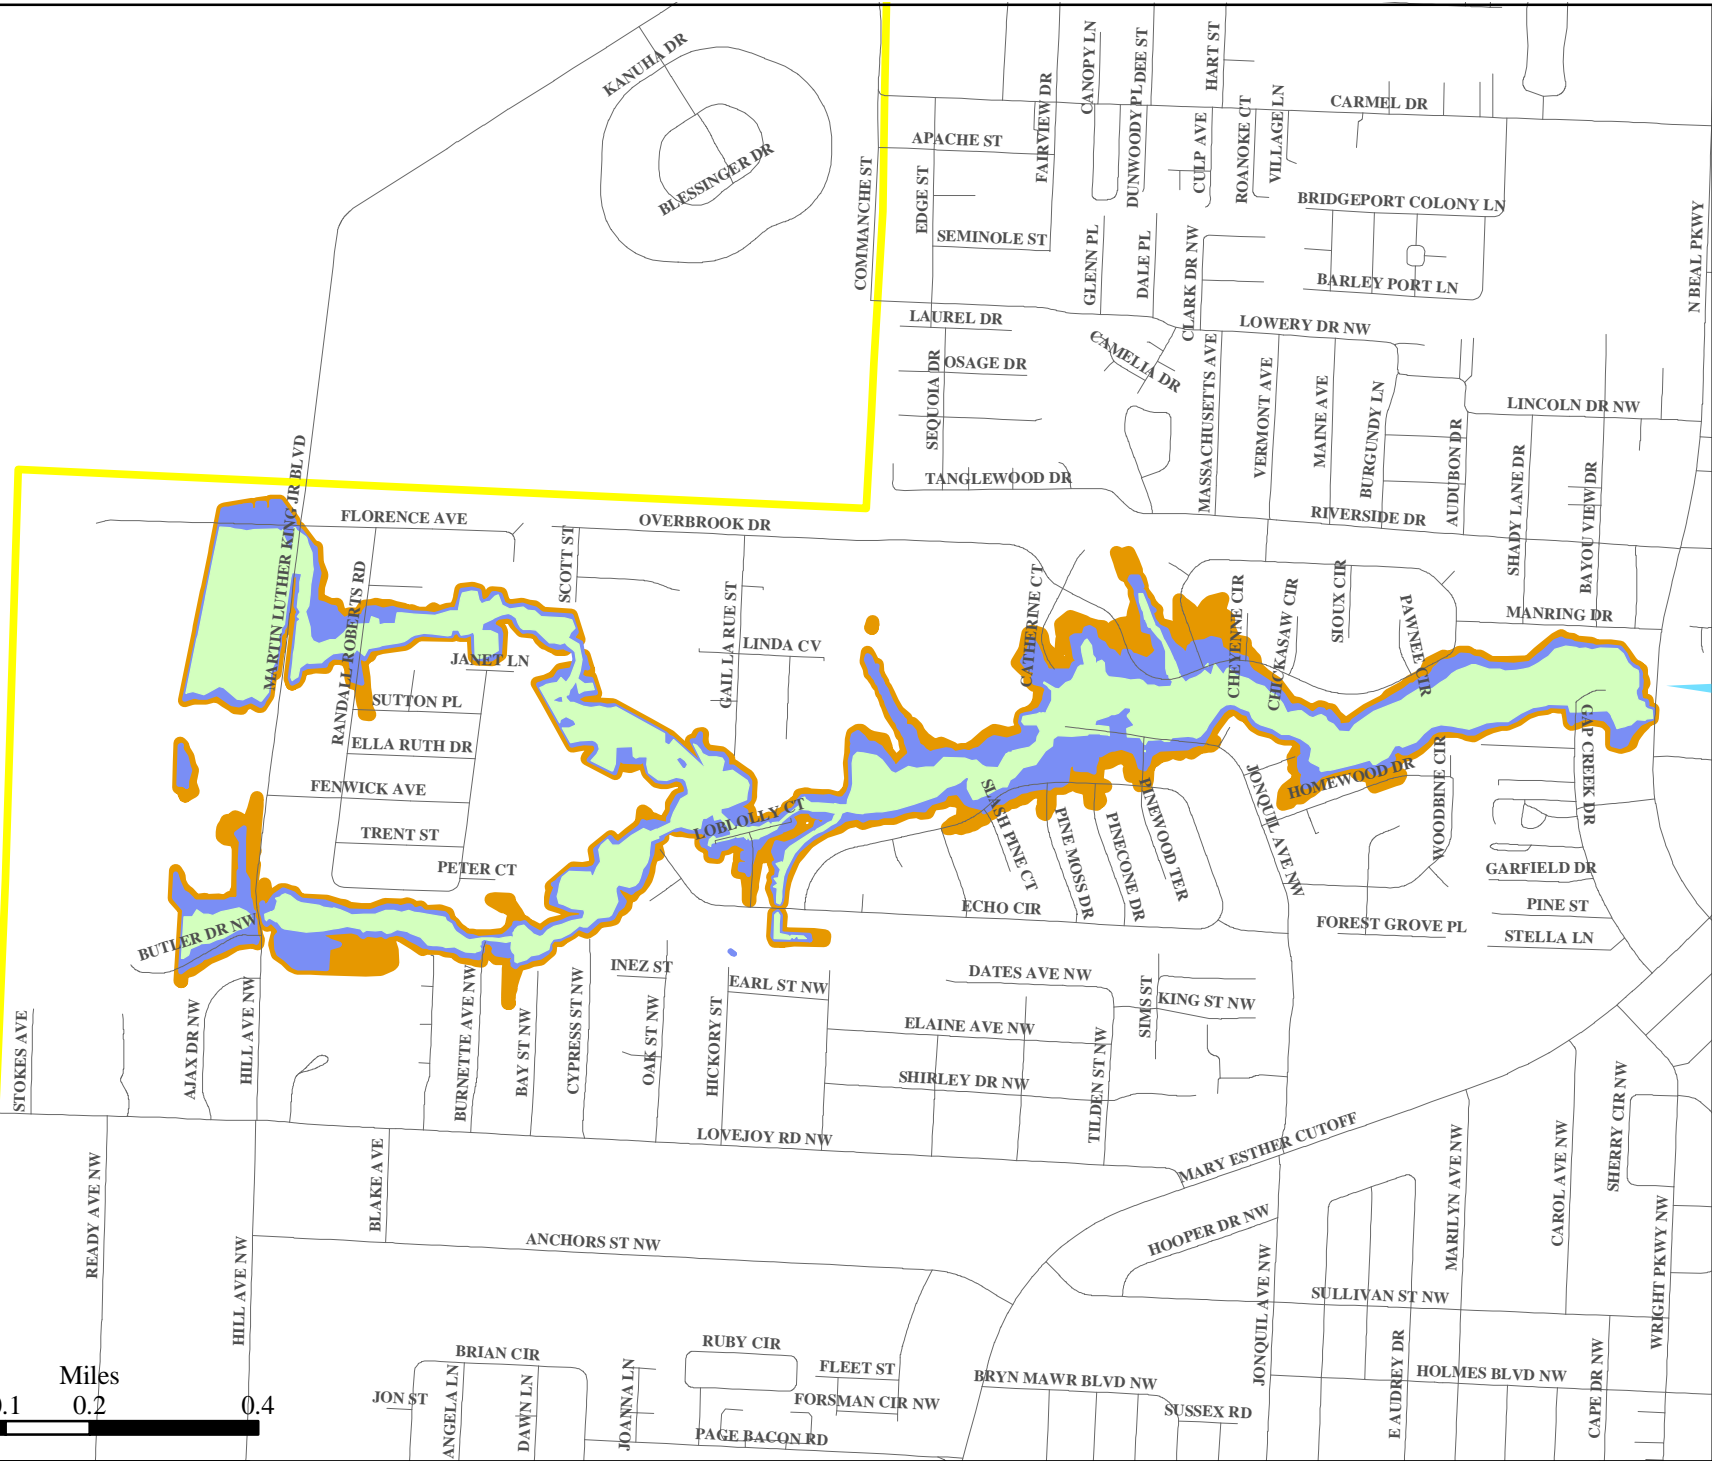 KANUHA DR
BLESSINGER DR
COMMANCHE ST
APACHE ST
EDGE ST
SEMINOLE ST
FAIRVIEW DR
CANOPY LN
DEE ST
DUNWOODY PL
HART ST
CULP AVE
ROANOKE CT
VILLAGE LN
CARMEL DR
BRIDGEPORT COLONY LN
BARLEY PORT LN
N BEAL PKWY
GLENN PL
DALE PL
CLARK DR NW
LAUREL DR
OSAGE DR
SEQUOIA DR
CAMELIA DR
LOWERY DR NW
MASSACHUSETTS AVE
VERMONT AVE
MAINE AVE
BURGUNDY LN
AUDUBON DR
LINCOLN DR NW
SHADY LANE DR
BAYOU VIEW DR
TANGLEWOOD DR
RIVERSIDE DR
MARTIN LUTHER KING JR BLVD
FLORENCE AVE
OVERBROOK DR
SCOTT ST
RANDALL ROBERTS RD
GAIL LA RUE ST
LINDA CV
JANET LN
SUTTON PL
ELLA RUTH DR
FENWICK AVE
TRENT ST
PETER CT
CATHERINE CT
CHEYENNE CIR
CHICKASAW CIR
SIOUX CIR
PAWNEE CIR
MANRING DR
GAP CREEK DR
HOMEWOOD DR
WOODBINE CIR
JONQUIL AVE NW
LOBLOLLY CT
SLASH PINE CT
PINE MOSS DR
PINECONE DR
PINEWOOD TER
ECHO CIR
GARFIELD DR
PINE ST
STELLA LN
FOREST GROVE PL
BUTLER DR NW
STOKES AVE
AJAX DR NW
HILL AVE NW
BURNETTE AVE NW
BAY ST NW
CYPRESS ST NW
INEZ ST
OAK ST NW
HICKORY ST
EARL ST NW
DATES AVE NW
KING ST NW
SIMS ST
ELAINE AVE NW
SHIRLEY DR NW
TILDEN ST NW
LOVEJOY RD NW
MARY ESTHER CUTOFF
SHERRY CIR NW
CAROL AVE NW
MARILYN AVE NW
WRIGHT PKWY NW
READY AVE NW
BLAKE AVE
HILL AVE NW
ANCHORS ST NW
HOOPER DR NW
JONQUIL AVE NW
SULLIVAN ST NW
E AUDREY DR
HOLMES BLVD NW
CAPE DR NW
BRIAN CIR
RUBY CIR
FLEET ST
FORSMAN CIR NW
BRYN MAWR BLVD NW
SUSSEX RD
JON ST
ANGELA LN
DAWN LN
JOANNA LN
PAGE BACON RD
Miles
0.1 0.2 0.4